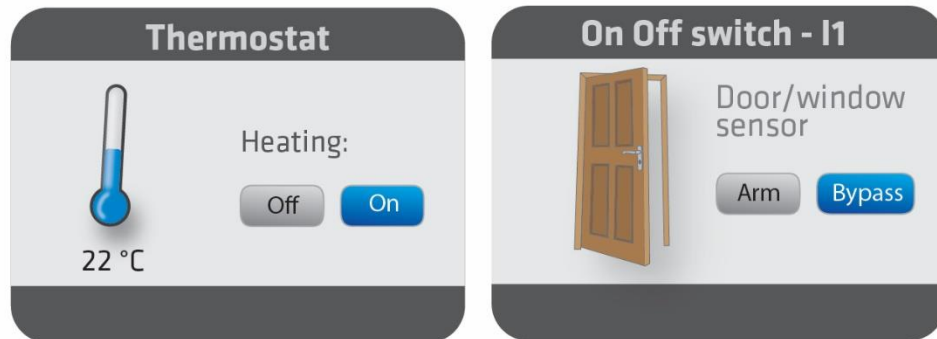 Thermostat
Heating:
Off On
22 °C
On Off switch - I1
Door/window
sensor
Arm Bypass